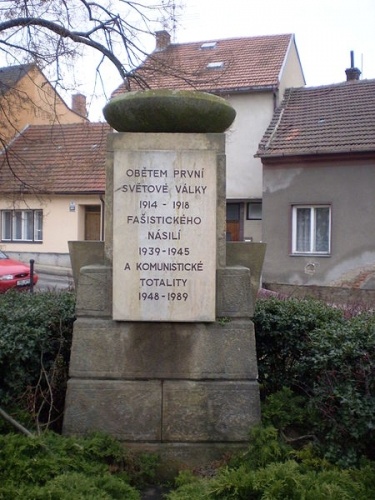 OBĚTEM PRVNÍ
SVĚTOVÉ VÁLKY
1914 - 1918
FAŠISTICKÉHO
NÁSILÍ
1939-1945
A KOMUNISTICKÉ
TOTALITY
1948-1989